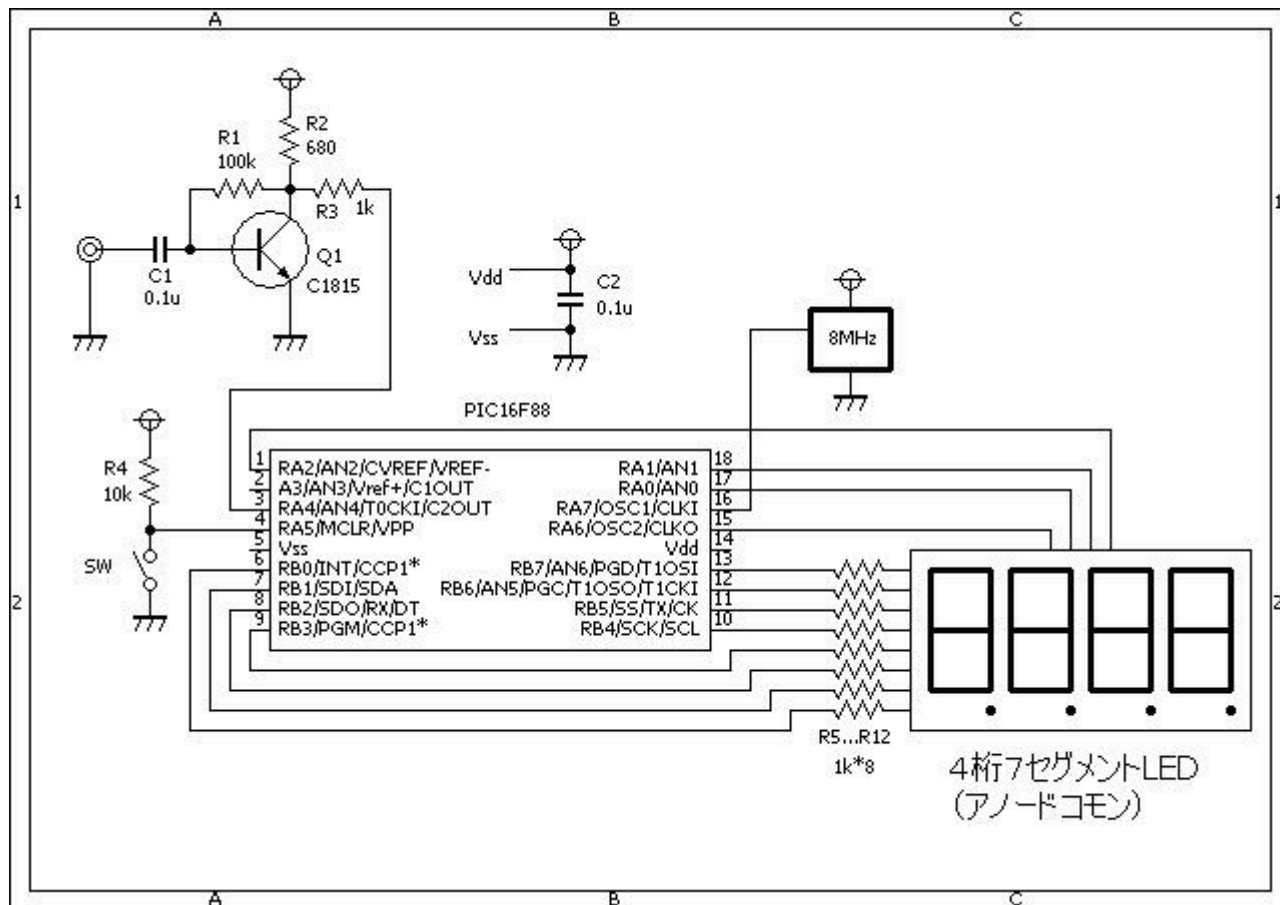 A B C
R2
680
R1
100k
R3 1k
1 1
Q1
C1815
C1
0.1u
Vdd
C2
0.1u
Vss
8MHz
PIC16F88
R4
10k
SW
1 RA2/AN2/CVREF/VREF- RA1/AN1 18
2 A3/AN3/Vref+/C1OUT RA0/AN0 17
3 RA4/AN4/T0CKI/C2OUT RA7/OSC1/CLKI 16
4 RA5/MCLR/VPP RA6/OSC2/CLKO 15
5 Vss Vdd 14
6 RB0/INT/CCP1* RB7/AN6/PGD/T1OSI 13
7 RB1/SDI/SDA RB6/AN5/PGC/T1OSO/T1CKI 12
8 RB2/SDO/RX/DT RB5/SS/TX/CK 11
9 RB3/PGM/CCP1* RB4/SCK/SCL 10
2 2
R5...R12
1k*8
4桁7セグメントLED
(アノードコモン)
A B C